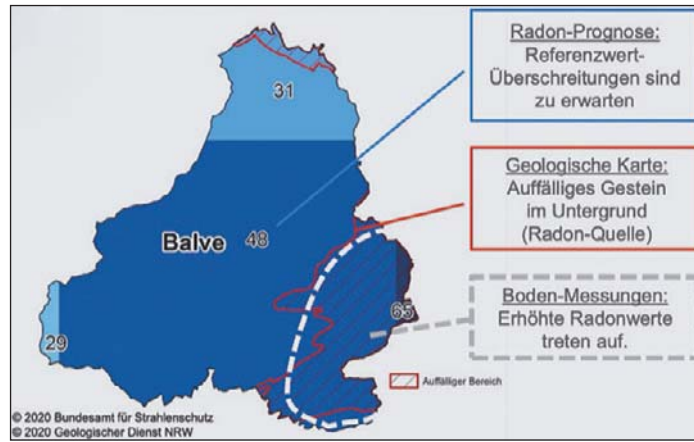 Radon-Prognose:
Referenzwert-
Überschreitungen sind
zu erwarten
31
Geologische Karte:
Auffälliges Gestein
im Untergrund
(Radon-Quelle)
Balve
48
Boden-Messungen:
Erhöhte Radonwerte
treten auf.
65
29
Auffälliger Bereich
© 2020 Bundesamt für Strahlenschutz
© 2020 Geologischer Dienst NRW